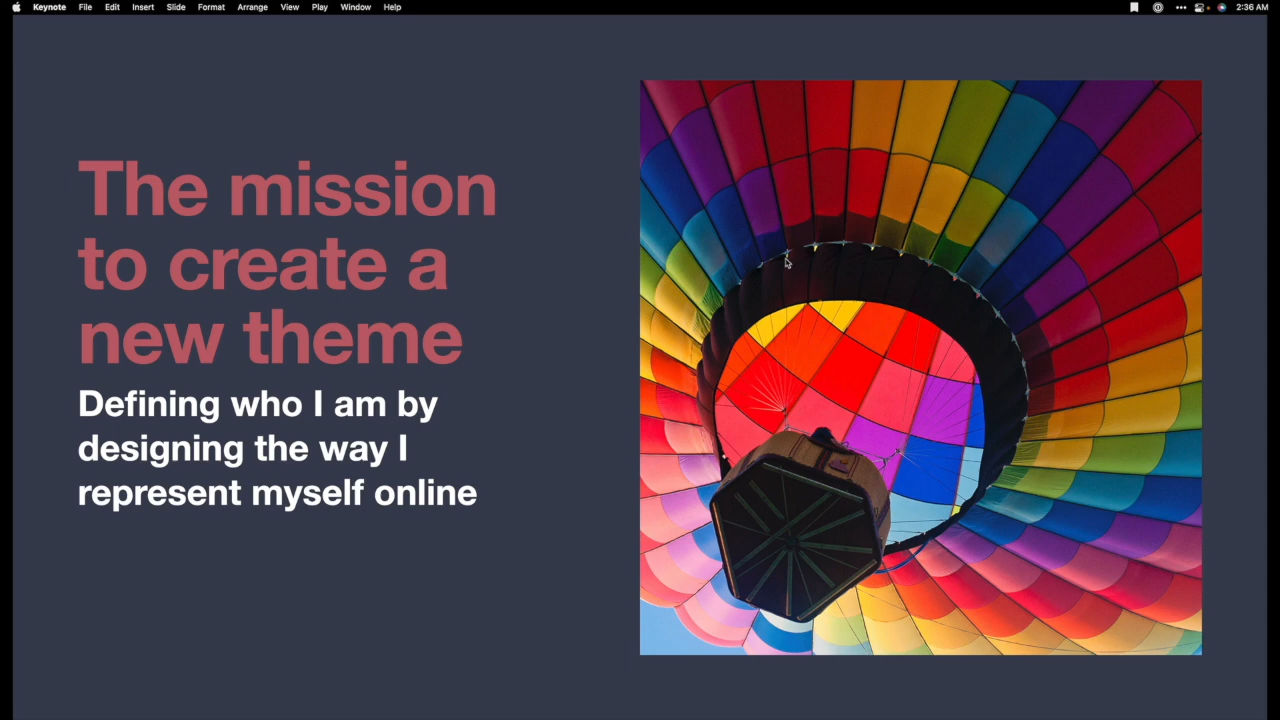 Keynote File Edit Insert Slide Format Arrange View Play Window Help 2:36 AM
The mission
to create a
new theme
Defining who I am by
designing the way I
represent myself online